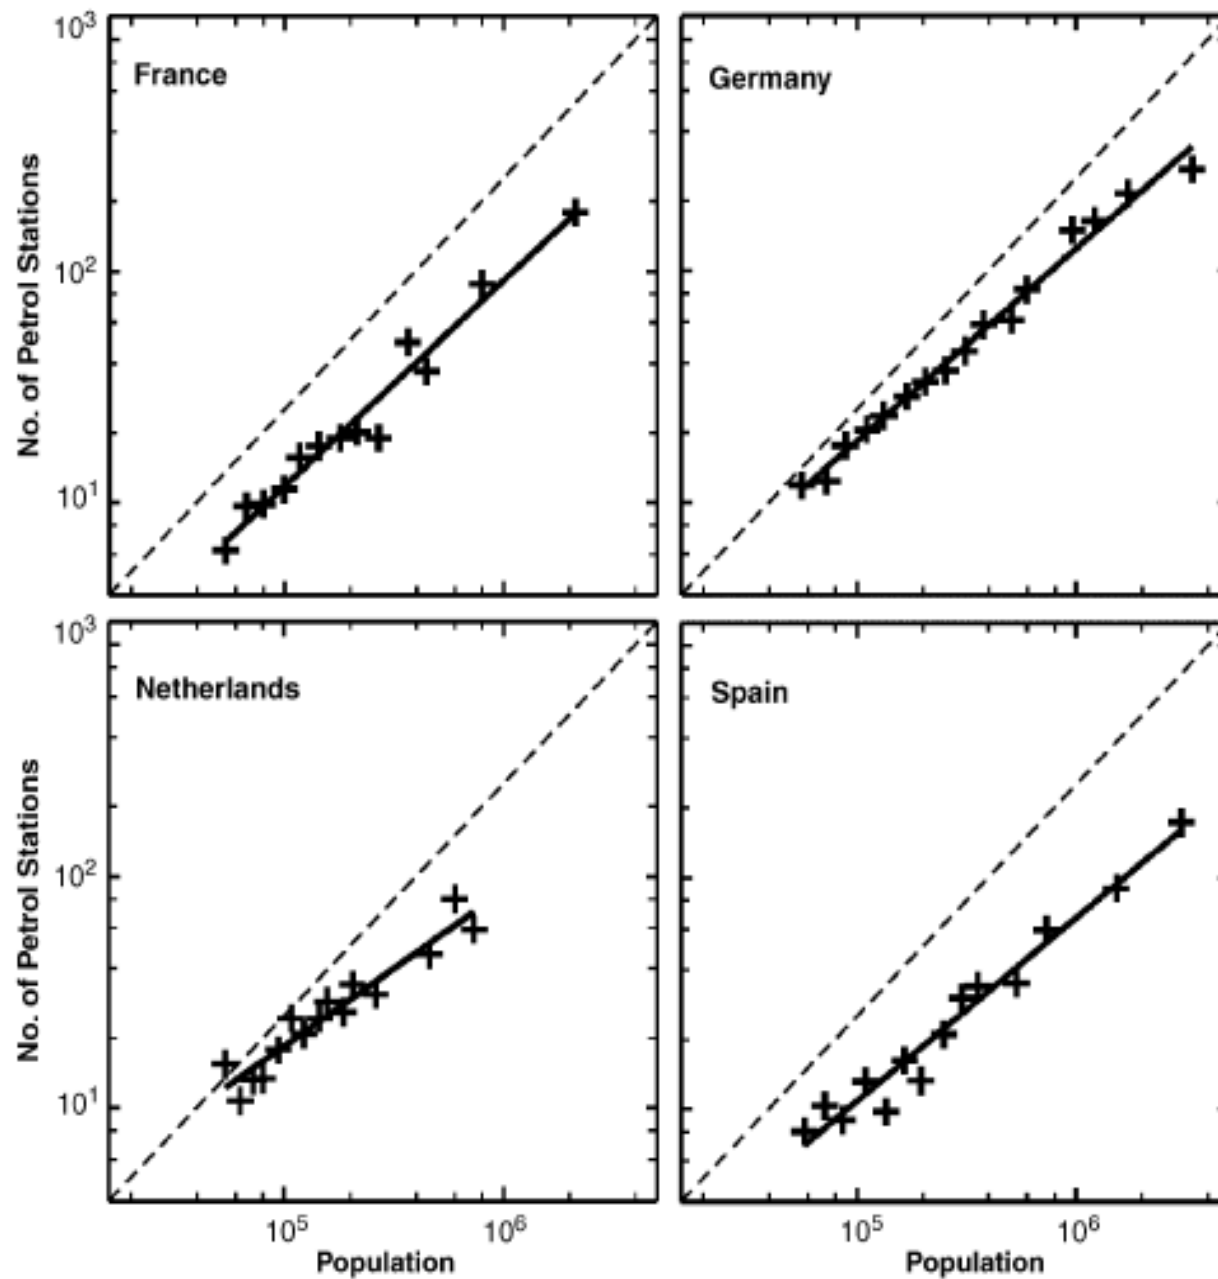 10³
France
Germany
10²
10¹
No. of Petrol Stations
10³
Netherlands
Spain
10²
10¹
No. of Petrol Stations
10⁵ 10⁶ 10⁵ 10⁶
Population Population